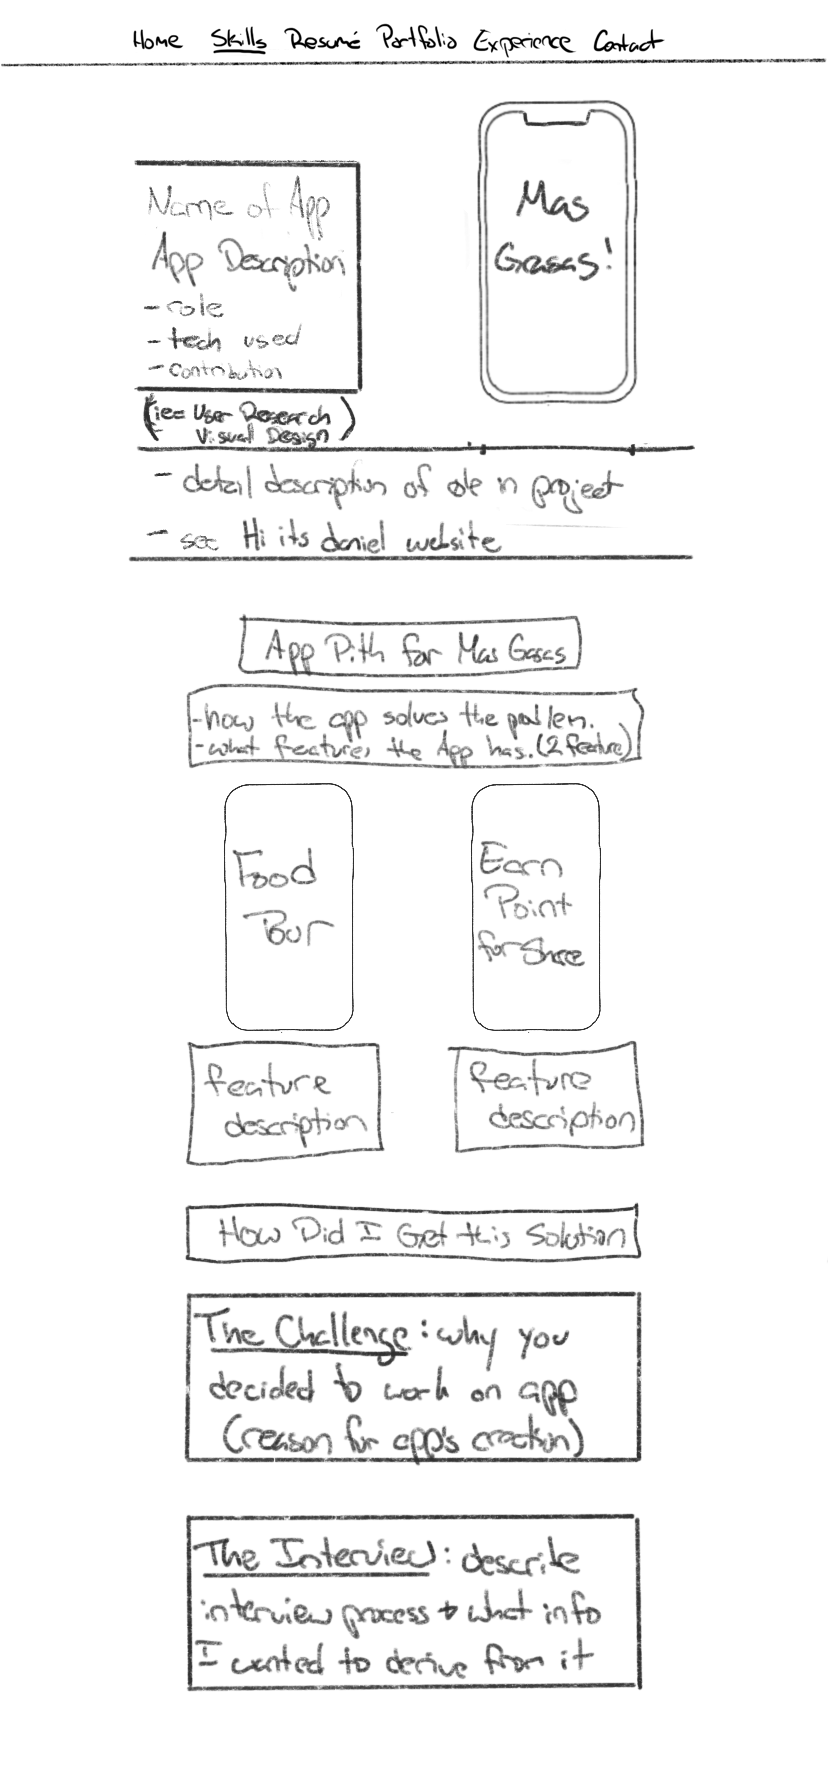 Home Skills Resumé Portfolio Experience Contact
Name of App
App Description
- role
- tech used
- contribution
(ie= User Research
Visual Design)
Mas
Grasas!
- detail description of role in project
- see Hi its daniel website
App Pith for Mas Gasas
- how the app solves the problem.
- what features the App has. (2 feature)
Food
Tour
Earn
Point
for Share
feature
description
feature
description
How Did I Get this Solution
The Challenge: why you
decided to work on app
(reason for app's creation)
The Interview: describe
interview process + what info
I wanted to derive from it